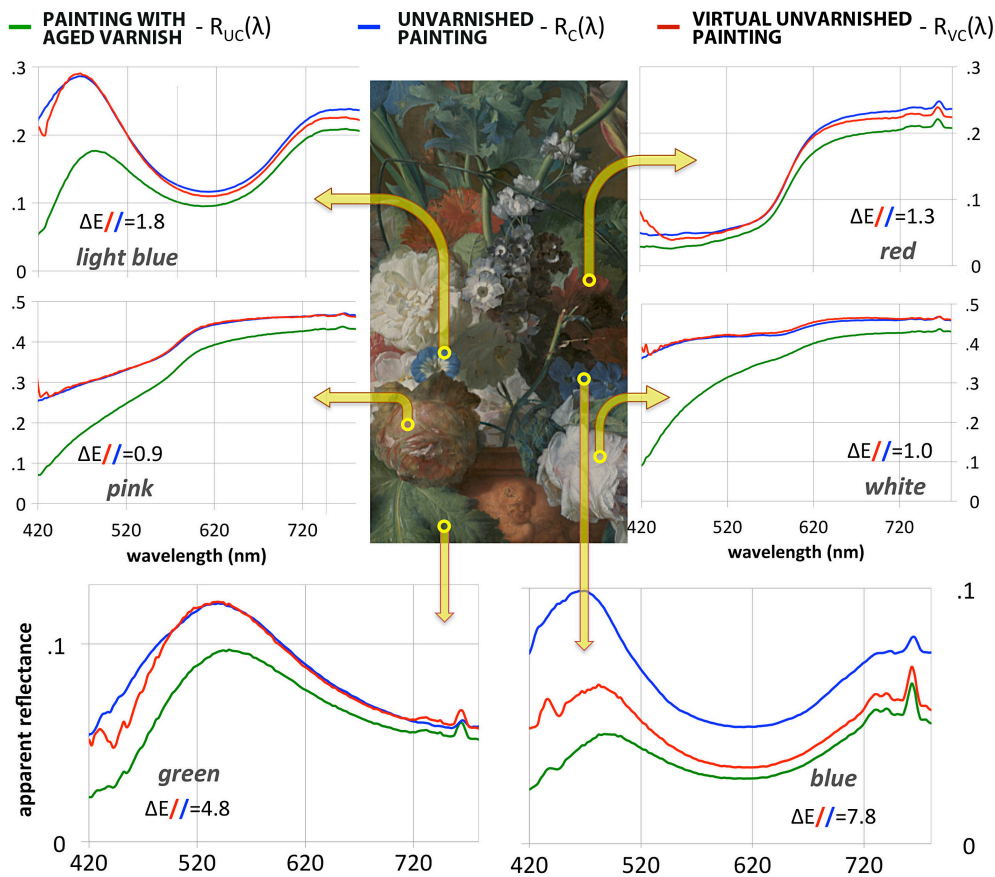 PAINTING WITH
AGED VARNISH - R_UC(λ)
UNVARNISHED
PAINTING - R_C(λ)
VIRTUAL UNVARNISHED
PAINTING - R_VC(λ)
.3
.2
0.1
0
ΔE//=1.8
light blue
.3
.2
0.1
0
ΔE//=1.3
red
.5
.4
.3
.2
.1
0
ΔE//=0.9
pink
420 520 620 720
wavelength (nm)
.5
.4
.3
.2
.1
0
ΔE//=1.0
white
420 520 620 720
wavelength (nm)
apparent reflectance
.1
0
green
ΔE//=4.8
420 520 620 720
.1
0
blue
ΔE//=7.8
420 520 620 720